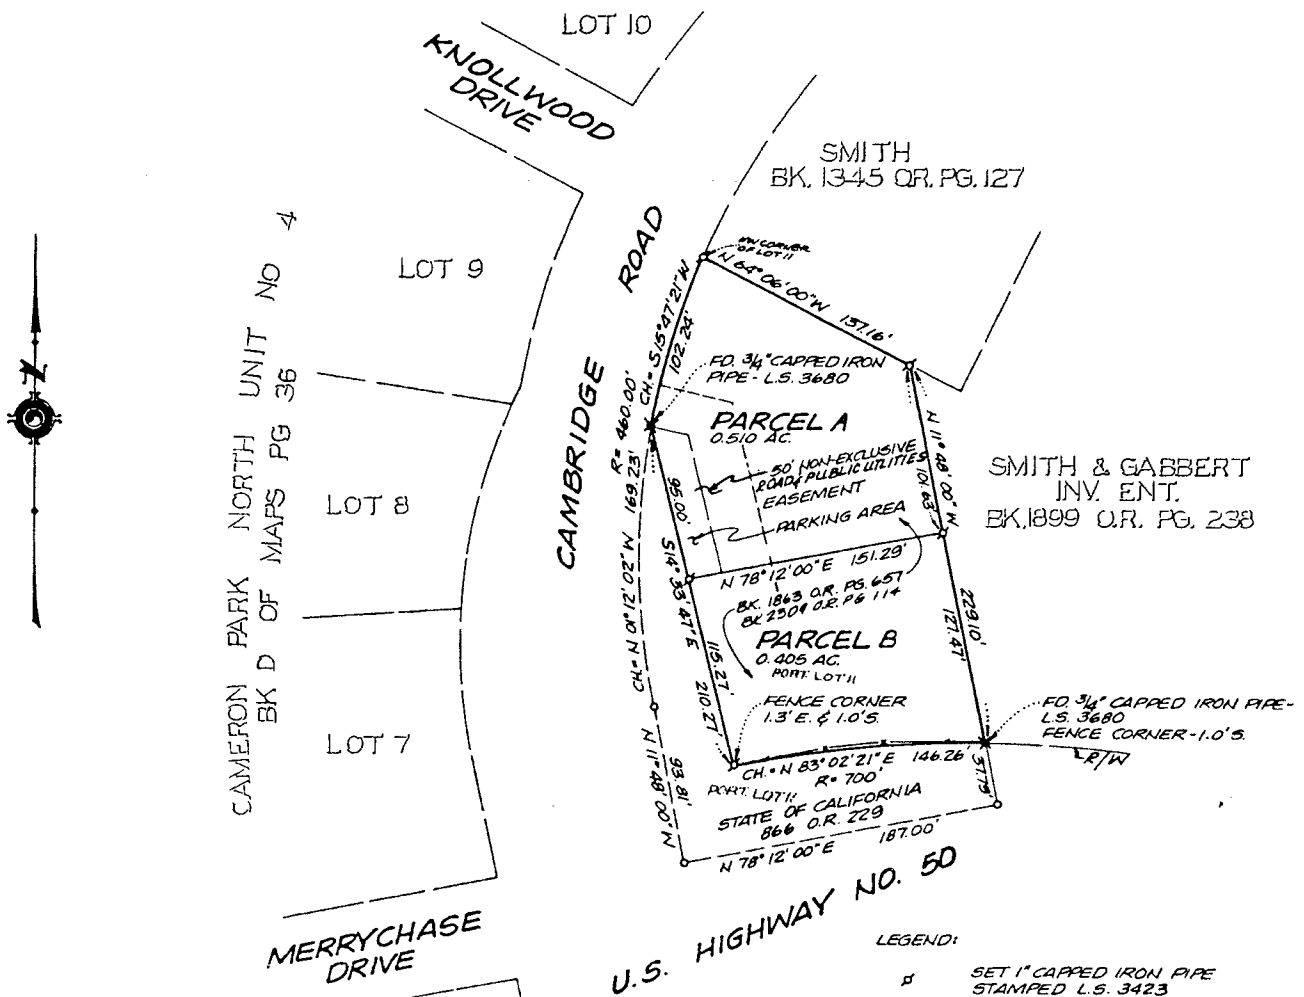 LOT 10
KNOLLWOOD
DRIVE
SMITH
BK. 1345 O.R. PG. 127
CAMERON PARK NORTH UNIT NO 4
BK D OF MAPS PG 36
LOT 9
LOT 8
LOT 7
N
CAMBRIDGE ROAD
NW CORNER
OF LOT 11
N 64° 06' 00" W 137.16'
CH.= S 15° 47' 21" W
102.24'
R= 460.00'
CH.= N 01° 12' 02" W 169.23'
FD. 3/4" CAPPED IRON
PIPE - L.S. 3680
PARCEL A
0.510 AC.
50' NON-EXCLUSIVE
ROAD & PUBLIC UTILITIES
EASEMENT
PARKING AREA
N 11° 48' 00" W
101.63'
SMITH & GABBERT
INV. ENT.
BK. 1899 O.R. PG. 238
95.00'
S 14° 33' 47" E
N 78° 12' 00" E 151.29'
BK. 1863 O.R. PG. 657
BK 2309 O.R. PG 114
PARCEL B
0.405 AC.
PORT. LOT 11
229.10'
127.47'
115.27'
210.27'
FENCE CORNER
1.3' E. & 1.0' S.
FD. 3/4" CAPPED IRON PIPE-
L.S. 3680
FENCE CORNER-1.0' S.
R/W
CH.= N 83° 02' 21" E 146.26'
R= 700'
37.79'
PORT. LOT 11
STATE OF CALIFORNIA
866 O.R. 229
N 11° 48' 00" W
93.81'
N 78° 12' 00" E 187.00'
U.S. HIGHWAY NO. 50
MERRYCHASE
DRIVE
LEGEND:
SET 1" CAPPED IRON PIPE
STAMPED L.S. 3423